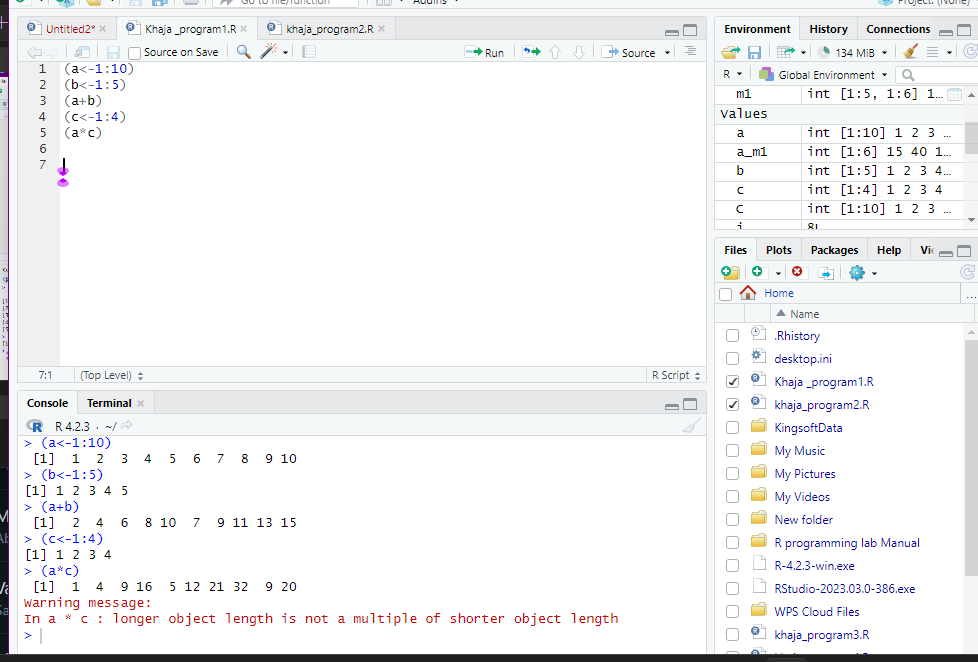 Go to file/function
Addins
Project: (None)
Untitled2*
Khaja _program1.R
khaja_program2.R
Source on Save
Run
Source
1 (a<-1:10)
2 (b<-1:5)
3 (a+b)
4 (c<-1:4)
5 (a*c)
6
7
7:1 (Top Level) R Script
Console Terminal
R 4.2.3 · ~/
> (a<-1:10)
[1] 1 2 3 4 5 6 7 8 9 10
> (b<-1:5)
[1] 1 2 3 4 5
> (a+b)
[1] 2 4 6 8 10 7 9 11 13 15
> (c<-1:4)
[1] 1 2 3 4
> (a*c)
[1] 1 4 9 16 5 12 21 32 9 20
Warning message:
In a * c : longer object length is not a multiple of shorter object length
>
Environment History Connections
134 MiB
R Global Environment
m1 int [1:5, 1:6] 1...
Values
a int [1:10] 1 2 3 ...
a_m1 int [1:6] 15 40 1...
b int [1:5] 1 2 3 4...
c int [1:4] 1 2 3 4
C int [1:10] 1 2 3 ...
i 8L
Files Plots Packages Help
Home ...
Name
.Rhistory
desktop.ini
Khaja _program1.R
khaja_program2.R
KingsoftData
My Music
My Pictures
My Videos
New folder
R programming lab Manual
R-4.2.3-win.exe
RStudio-2023.03.0-386.exe
WPS Cloud Files
khaja_program3.R